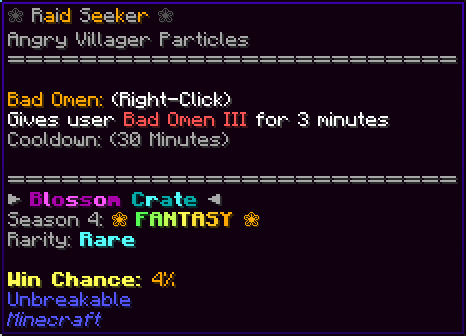 ❀ Raid Seeker ❀
Angry Villager Particles
==============================
Bad Omen: (Right-Click)
Gives user Bad Omen III for 3 minutes
Cooldown: (30 Minutes)
==============================
► Blossom Crate ◄
Season 4: ❀ FANTASY ❀
Rarity: Rare
Win Chance: 4%
Unbreakable
Minecraft